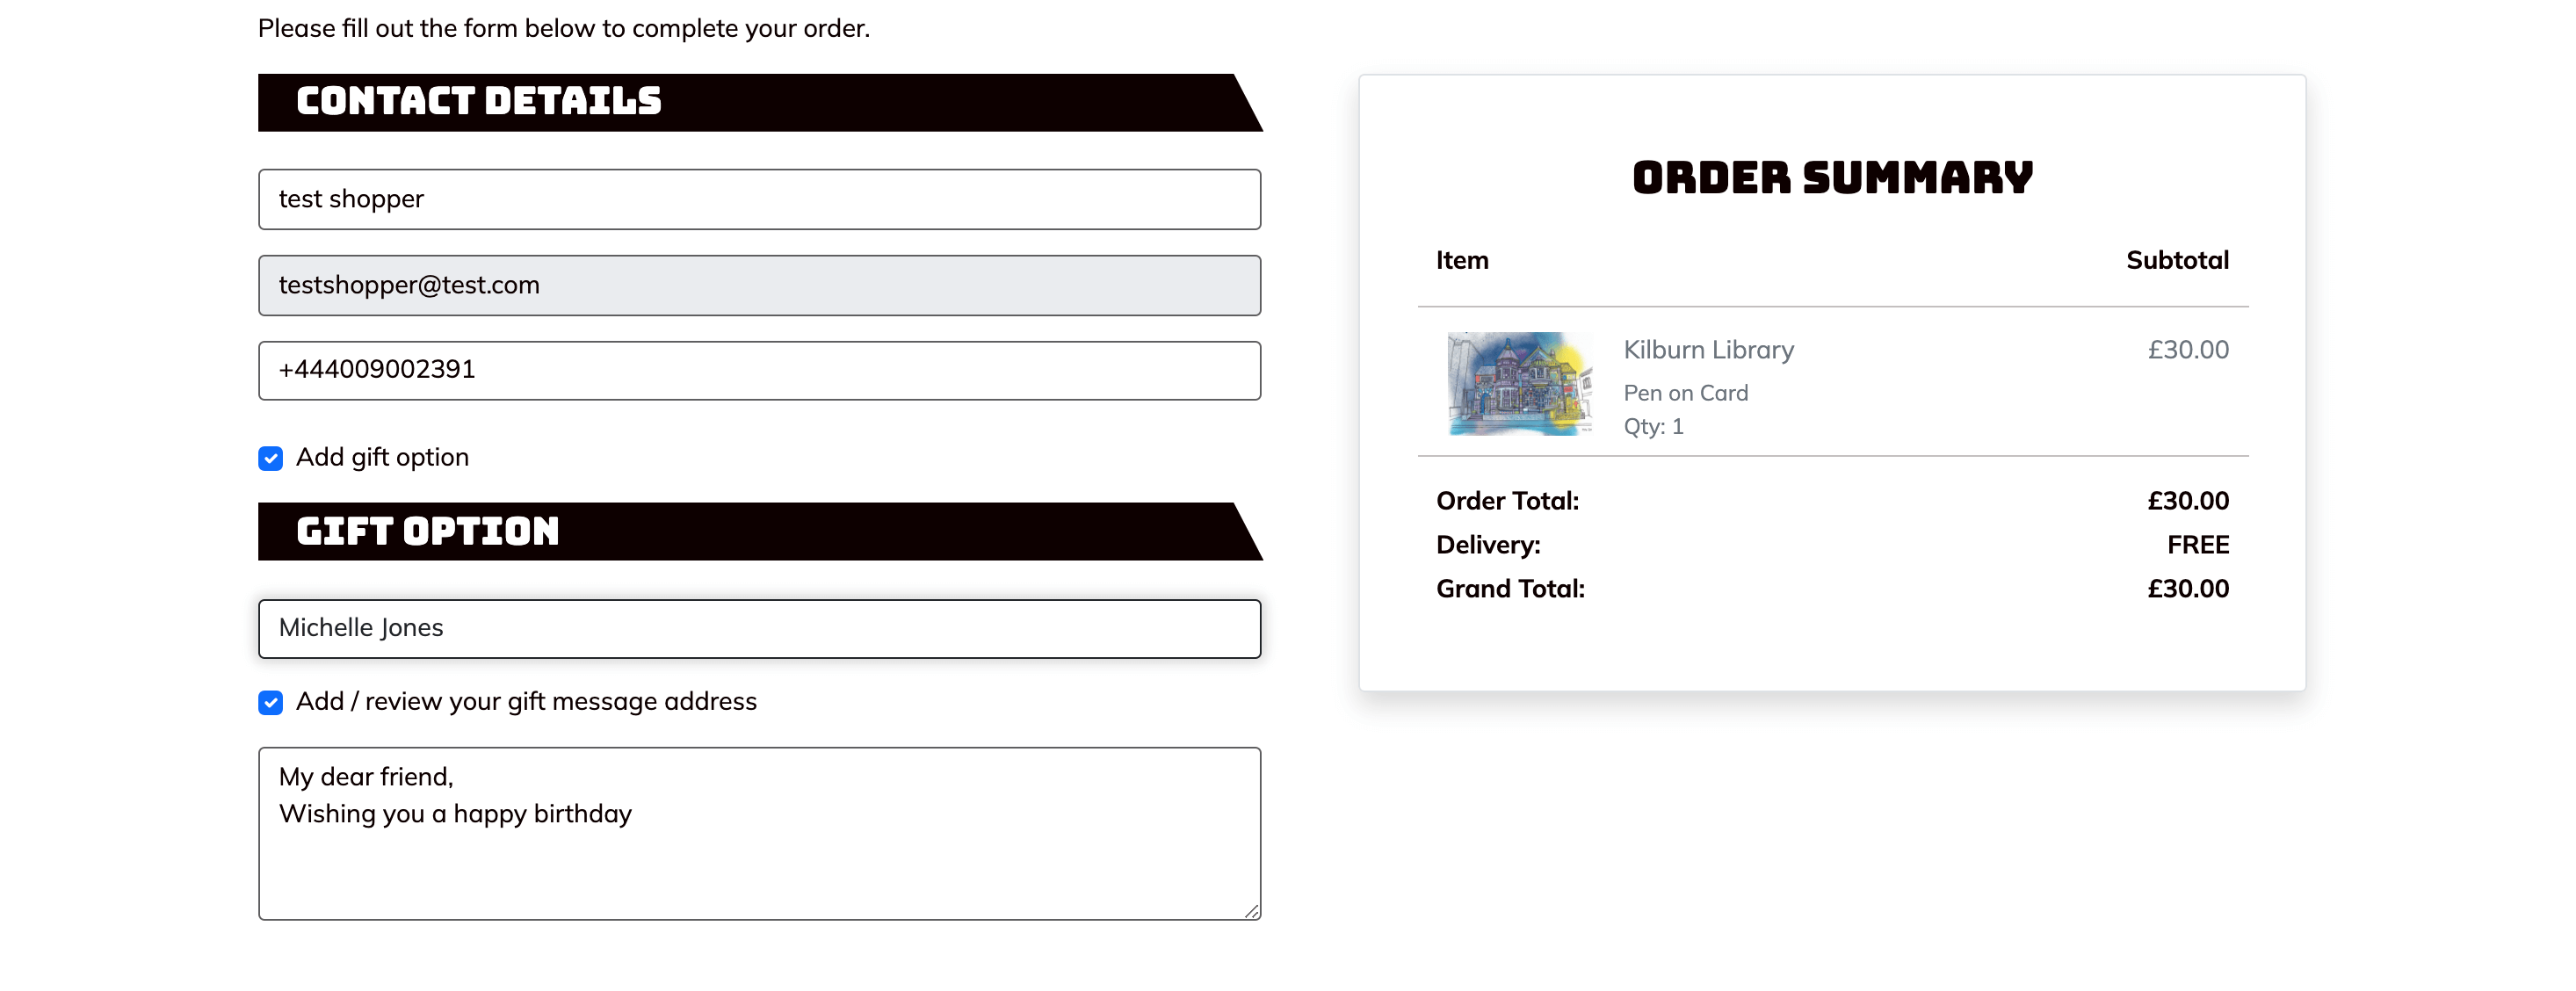 Please fill out the form below to complete your order.
CONTACT DETAILS
test shopper
testshopper@test.com
+444009002391
Add gift option
GIFT OPTION
Michelle Jones
Add / review your gift message address
My dear friend,
Wishing you a happy birthday
ORDER SUMMARY
Item Subtotal
Kilburn Library £30.00
Pen on Card
Qty: 1
Order Total: £30.00
Delivery: FREE
Grand Total: £30.00